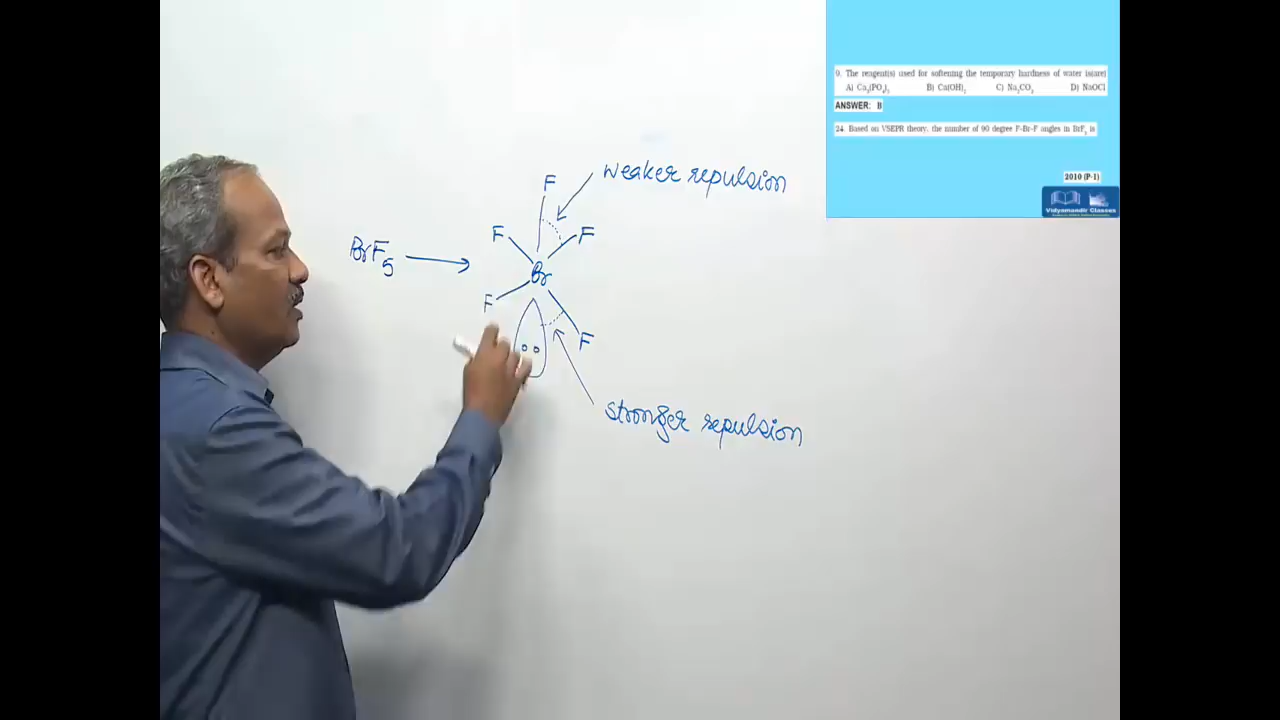 9. The reagent(s) used for softening the temporary hardness of water is(are)
A) Ca₃(PO₄)₂ B) Ca(OH)₂ C) Na₂CO₃ D) NaOCl
ANSWER: B
24. Based on VSEPR theory, the number of 90 degree F-Br-F angles in BrF₅ is
2010 (P-1)
Vidyamandir Classes
weaker repulsion
F
F F
BrF₅ → Br
F
F
stronger repulsion